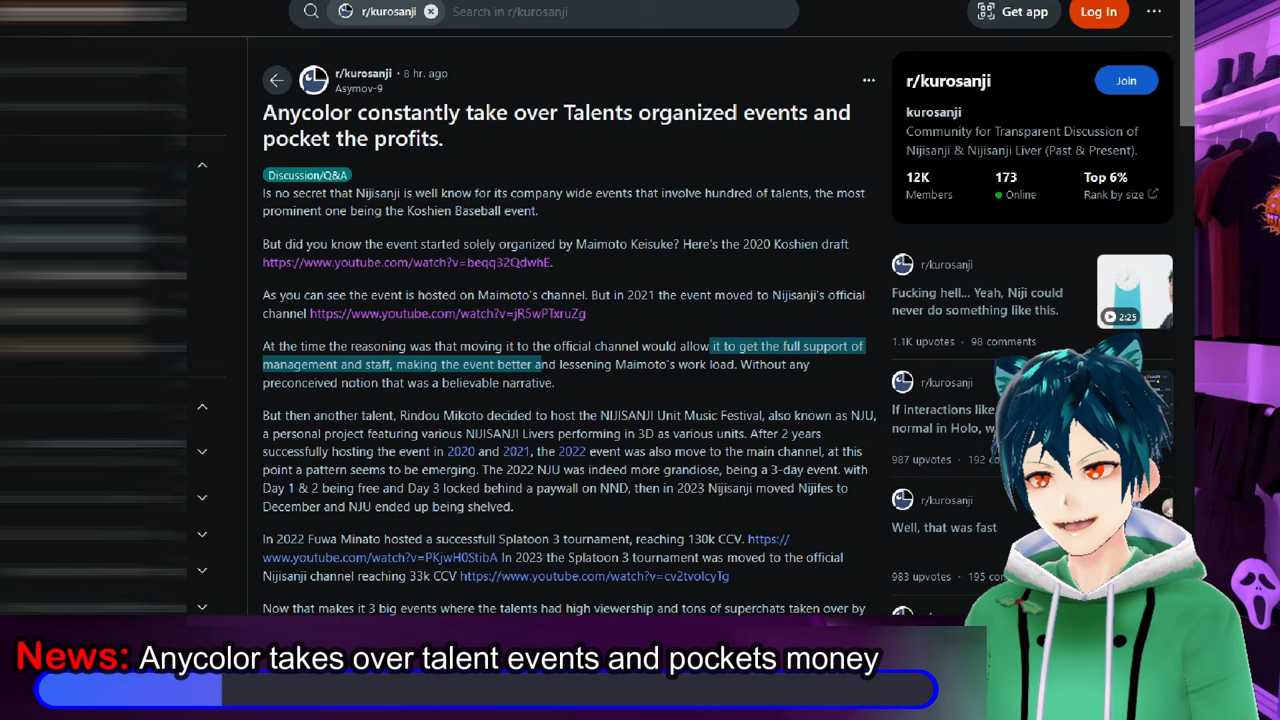 r/kurosanji
Search in r/kurosanji
Get app
Log In
r/kurosanji • 8 hr. ago
Asymov-9
Anycolor constantly take over Talents organized events and
pocket the profits.
Discussion/Q&A
Is no secret that Nijisanji is well know for its company wide events that involve hundred of talents, the most
prominent one being the Koshien Baseball event.
But did you know the event started solely organized by Maimoto Keisuke? Here's the 2020 Koshien draft
https://www.youtube.com/watch?v=beqq32QdwhE.
As you can see the event is hosted on Maimoto's channel. But in 2021 the event moved to Nijisanji's official
channel https://www.youtube.com/watch?v=jR5wPTxruZg
At the time the reasoning was that moving it to the official channel would allow it to get the full support of
management and staff, making the event better and lessening Maimoto's work load. Without any
preconceived notion that was a believable narrative.
But then another talent, Rindou Mikoto decided to host the NIJISANJI Unit Music Festival, also known as NJU,
a personal project featuring various NIJISANJI Livers performing in 3D as various units. After 2 years
successfully hosting the event in 2020 and 2021, the 2022 event was also move to the main channel, at this
point a pattern seems to be emerging. The 2022 NJU was indeed more grandiose, being a 3-day event. with
Day 1 & 2 being free and Day 3 locked behind a paywall on NND, then in 2023 Nijisanji moved Nijifes to
December and NJU ended up being shelved.
In 2022 Fuwa Minato hosted a successful Splatoon 3 tournament, reaching 130k CCV. https://
www.youtube.com/watch?v=PKjwH0StibA In 2023 the Splatoon 3 tournament was moved to the official
Nijisanji channel reaching 33k CCV https://www.youtube.com/watch?v=cv2tvolcyTg
Now that makes it 3 big events where the talents had high viewership and tons of superchats taken over by
r/kurosanji
Join
kurosanji
Community for Transparent Discussion of
Nijisanji & Nijisanji Liver (Past & Present).
12K
173
Top 6%
Members
Online
Rank by size
r/kurosanji
Fucking hell... Yeah, Niji could
never do something like this.
2:25
1.1K upvotes • 98 comments
r/kurosanji
If interactions like
normal in Holo, w
987 upvotes • 192 co
r/kurosanji
Well, that was fast
983 upvotes • 195 con
News: Anycolor takes over talent events and pockets money